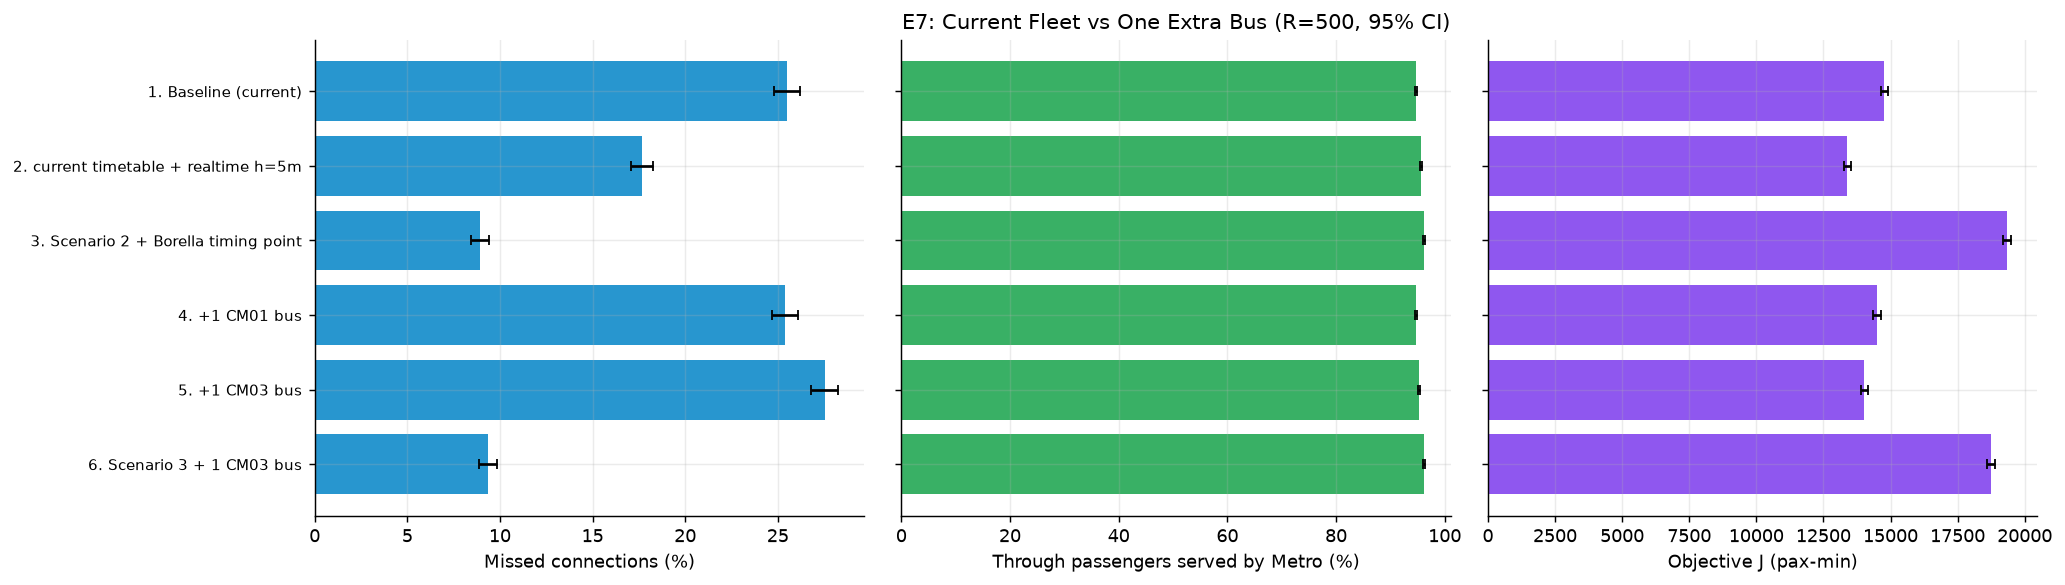 E7: Current Fleet vs One Extra Bus (R=500, 95% CI)
1. Baseline (current)
2. current timetable + realtime h=5m
3. Scenario 2 + Borella timing point
4. +1 CM01 bus
5. +1 CM03 bus
6. Scenario 3 + 1 CM03 bus
0 5 10 15 20 25
Missed connections (%)
0 20 40 60 80 100
Through passengers served by Metro (%)
0 2500 5000 7500 10000 12500 15000 17500 20000
Objective J (pax-min)